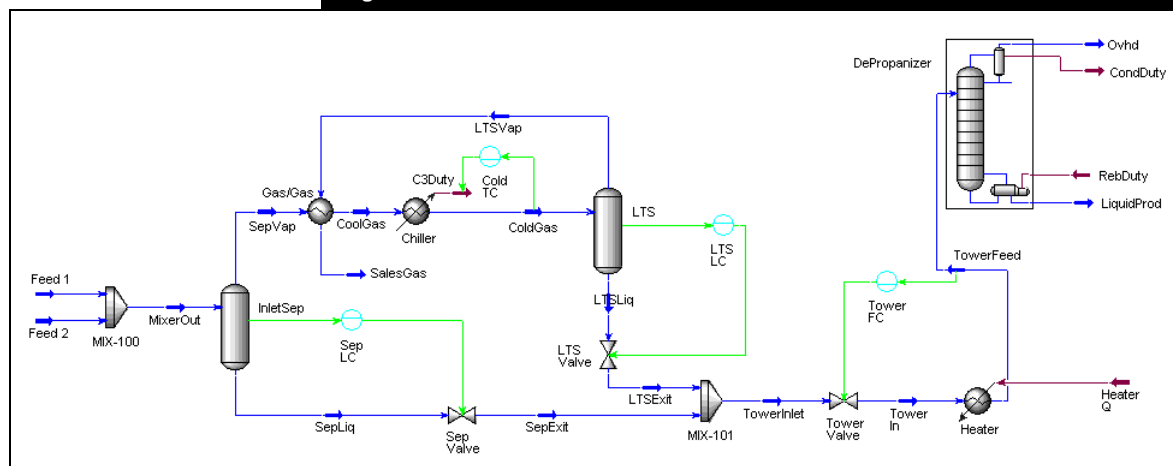 Ovhd
DePropanizer
CondDuty
LTSVap
C3Duty
Cold
TC
RebDuty
LiquidProd
Gas/Gas
SepVap
CoolGas
Chiller
ColdGas
LTS
LTS
LC
SalesGas
TowerFeed
Feed 1
Feed 2
MIX-100
MixerOut
InletSep
Sep
LC
LTSLiq
Tower
FC
LTS
Valve
LTSExit
Heater
Q
SepLiq
Sep
Valve
SepExit
MIX-101
TowerInlet
Tower
Valve
Tower
In
Heater